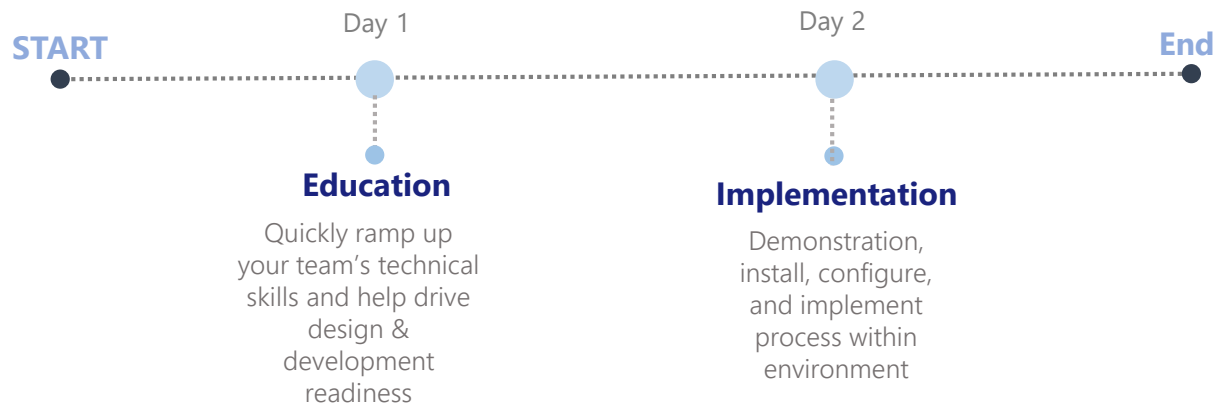 START
Day 1
Day 2
End
Education
Quickly ramp up
your team’s technical
skills and help drive
design &
development
readiness
Implementation
Demonstration,
install, configure,
and implement
process within
environment